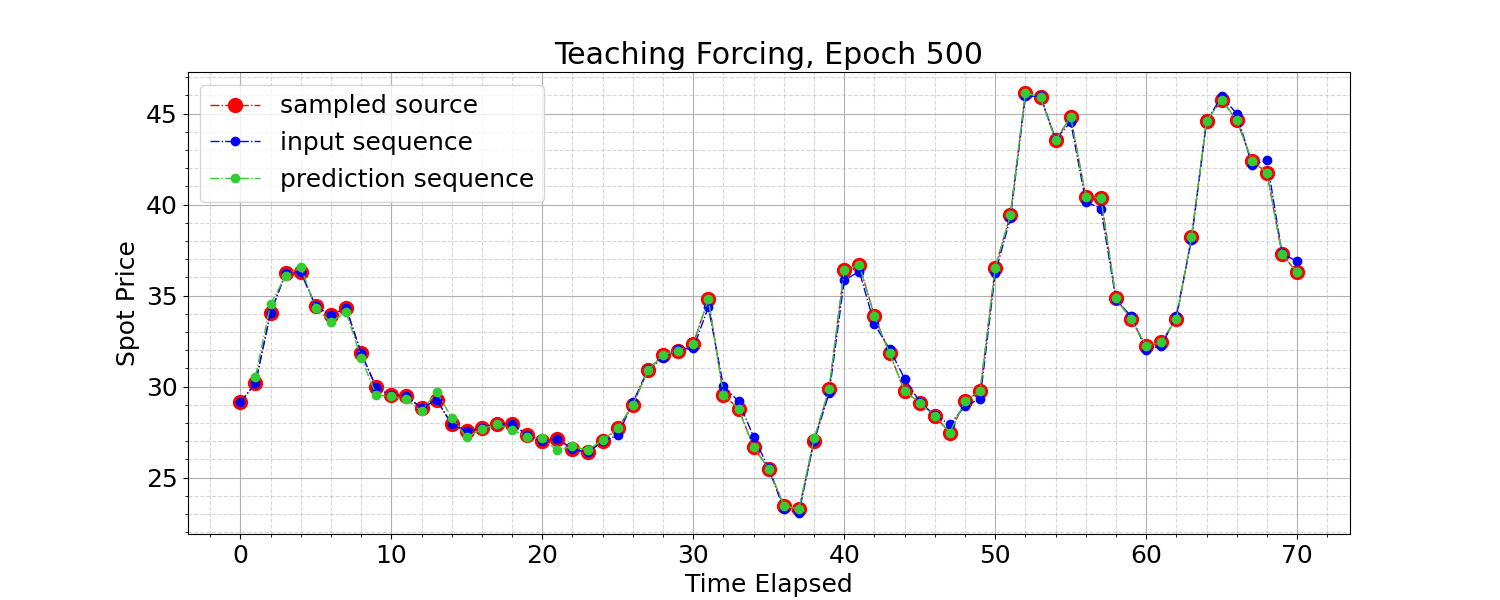 Teaching Forcing, Epoch 500
sampled source
input sequence
prediction sequence
Spot Price
45
40
35
30
25
0 10 20 30 40 50 60 70
Time Elapsed